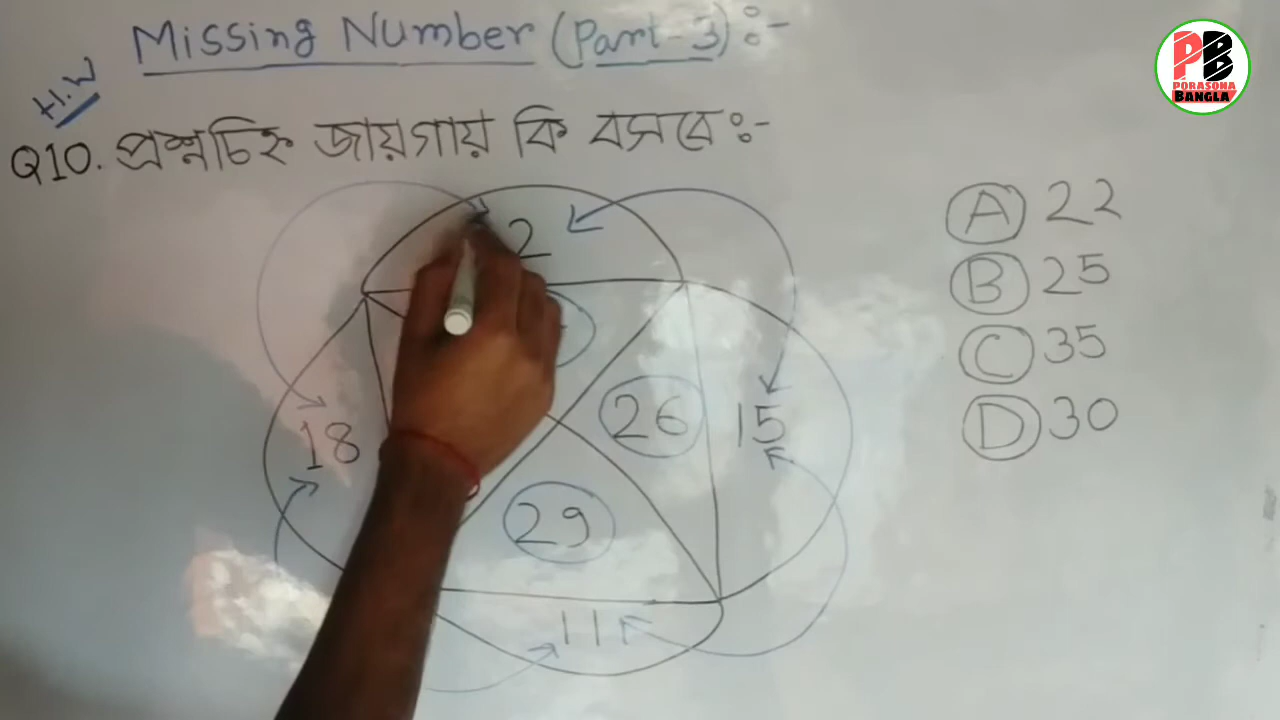 Missing Number (Part-3):-
H.W
Q10. প্রশ্নচিহ্ন জায়গায় কি বসবে ঃ-
2
18
26
15
29
11
A 22
B 25
C 35
D 30
PB
PORASONA
BANGLA